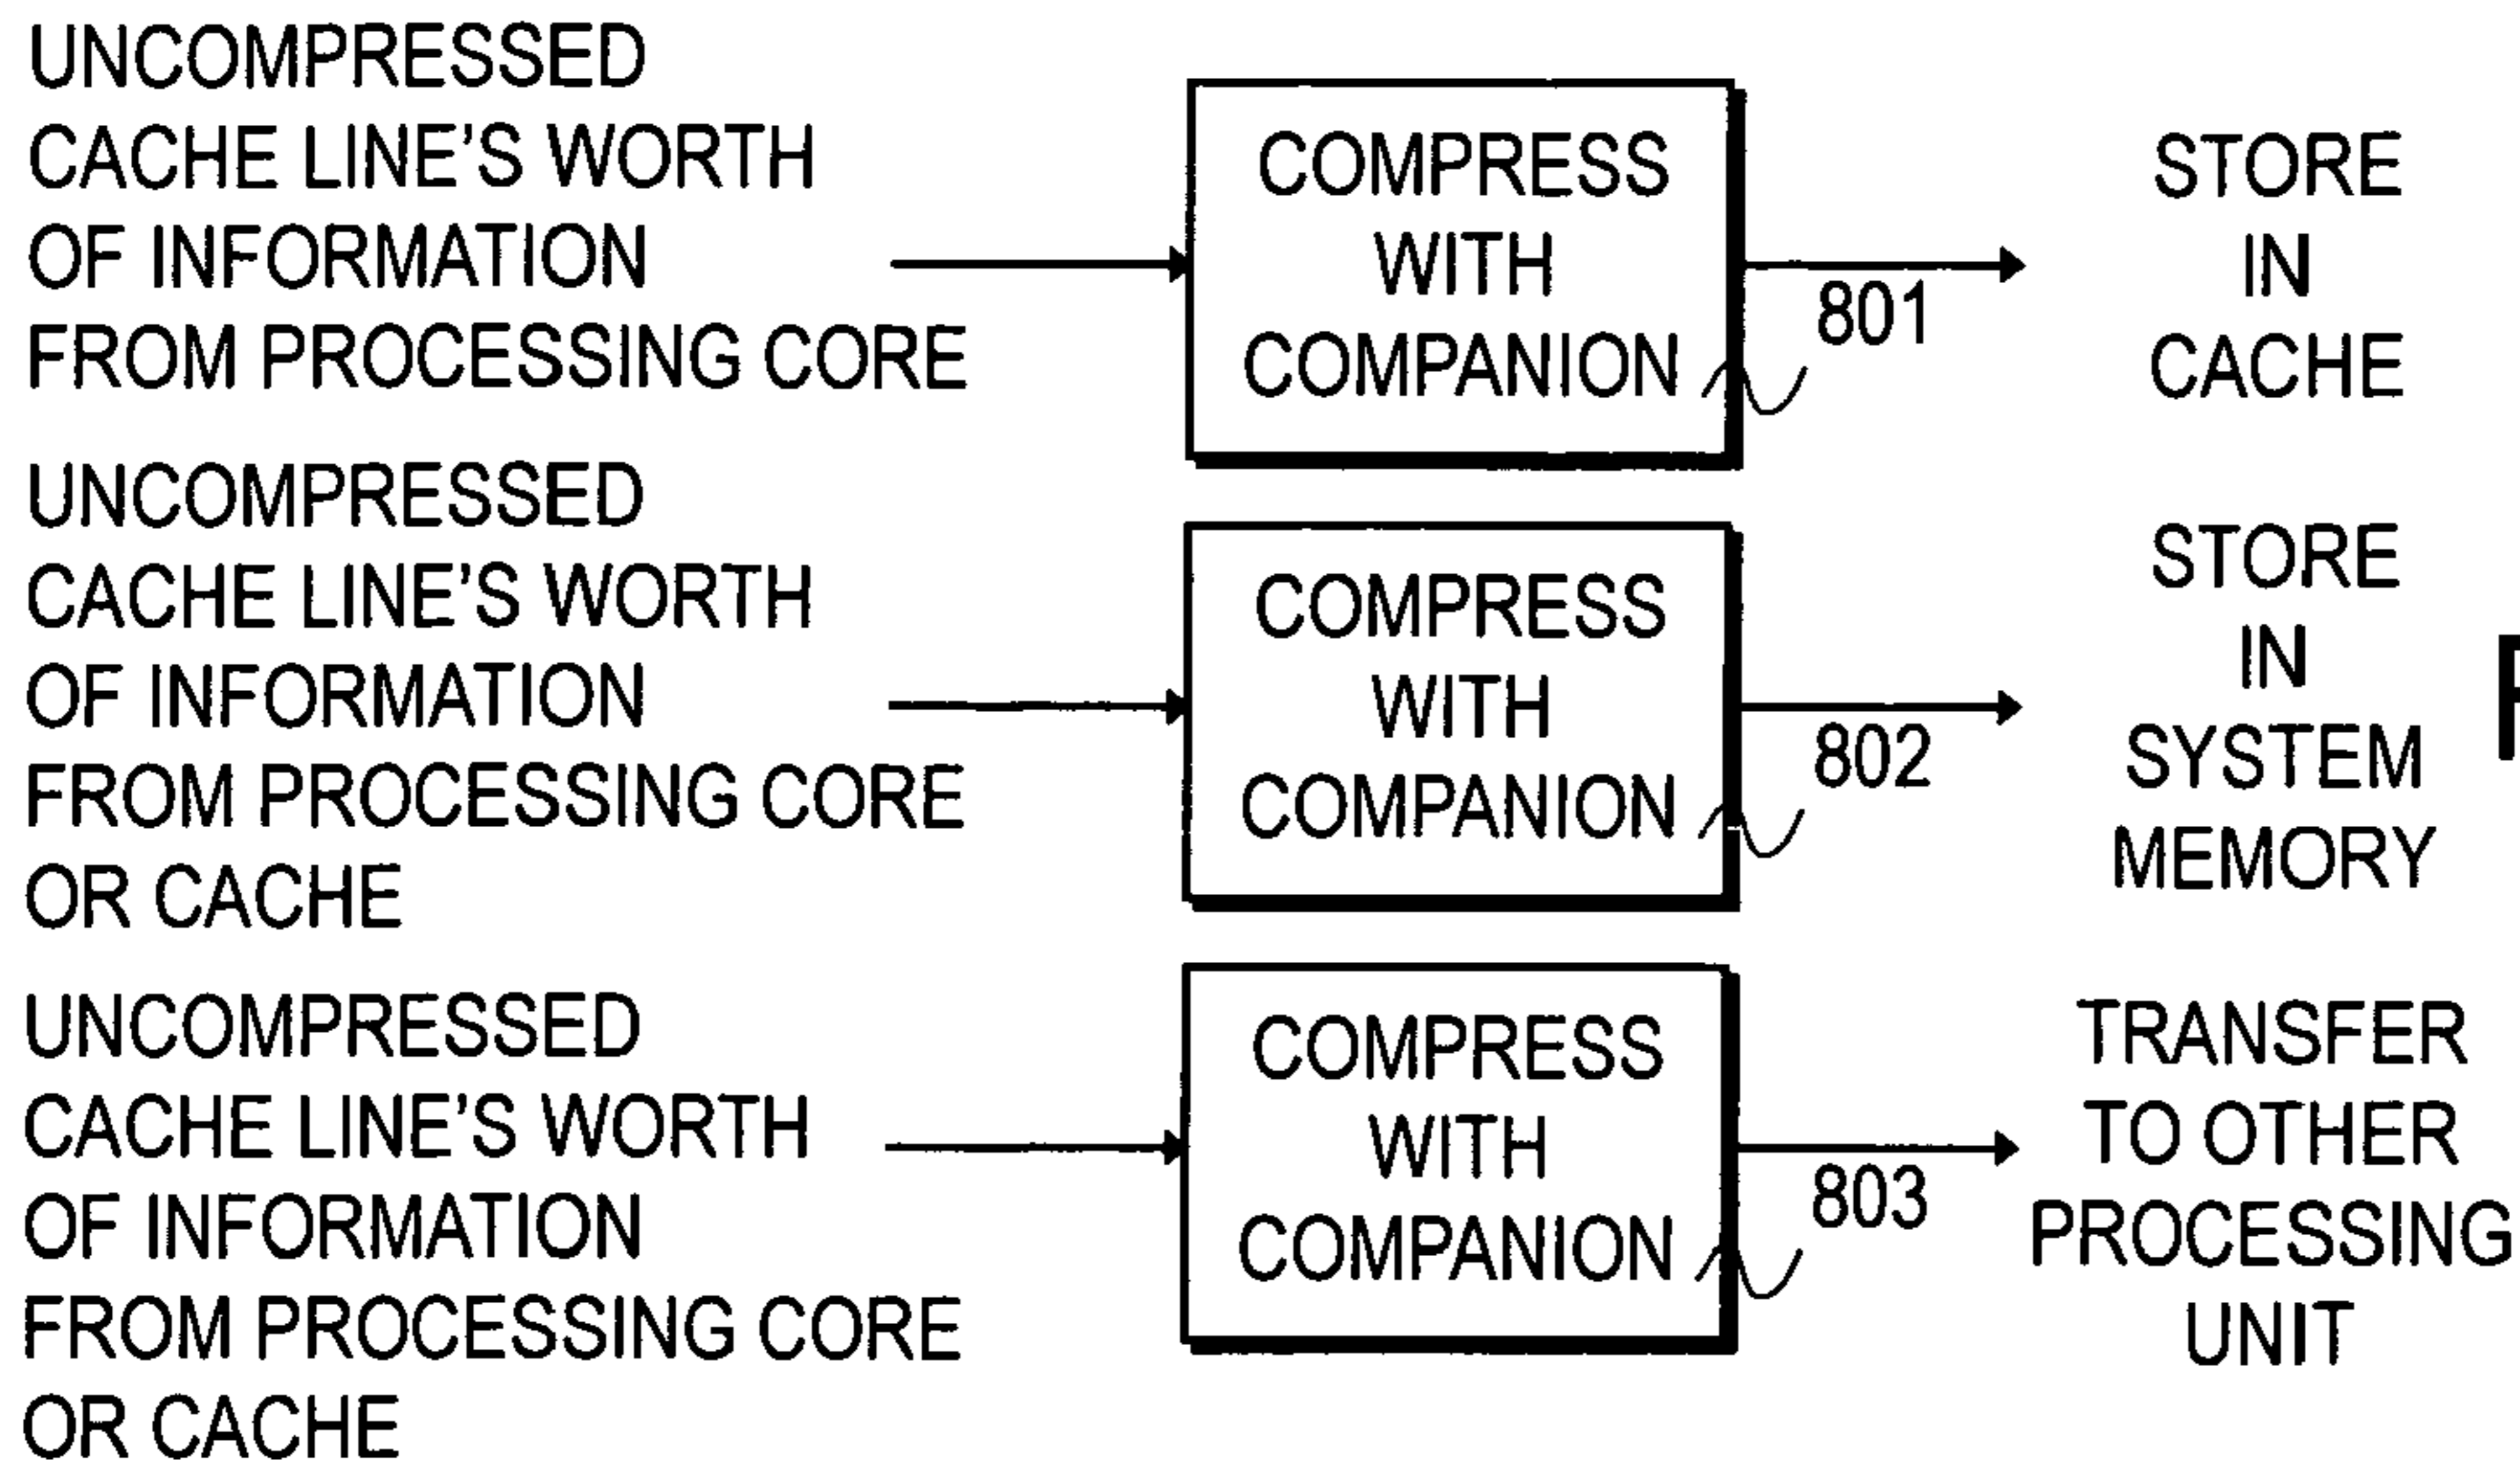 UNCOMPRESSED
CACHE LINE'S WORTH
OF INFORMATION
FROM PROCESSING CORE
COMPRESS
WITH
COMPANION
801
STORE
IN
CACHE
UNCOMPRESSED
CACHE LINE'S WORTH
OF INFORMATION
FROM PROCESSING CORE
OR CACHE
COMPRESS
WITH
COMPANION
802
STORE
IN
SYSTEM
MEMORY
UNCOMPRESSED
CACHE LINE'S WORTH
OF INFORMATION
FROM PROCESSING CORE
OR CACHE
COMPRESS
WITH
COMPANION
803
TRANSFER
TO OTHER
PROCESSING
UNIT